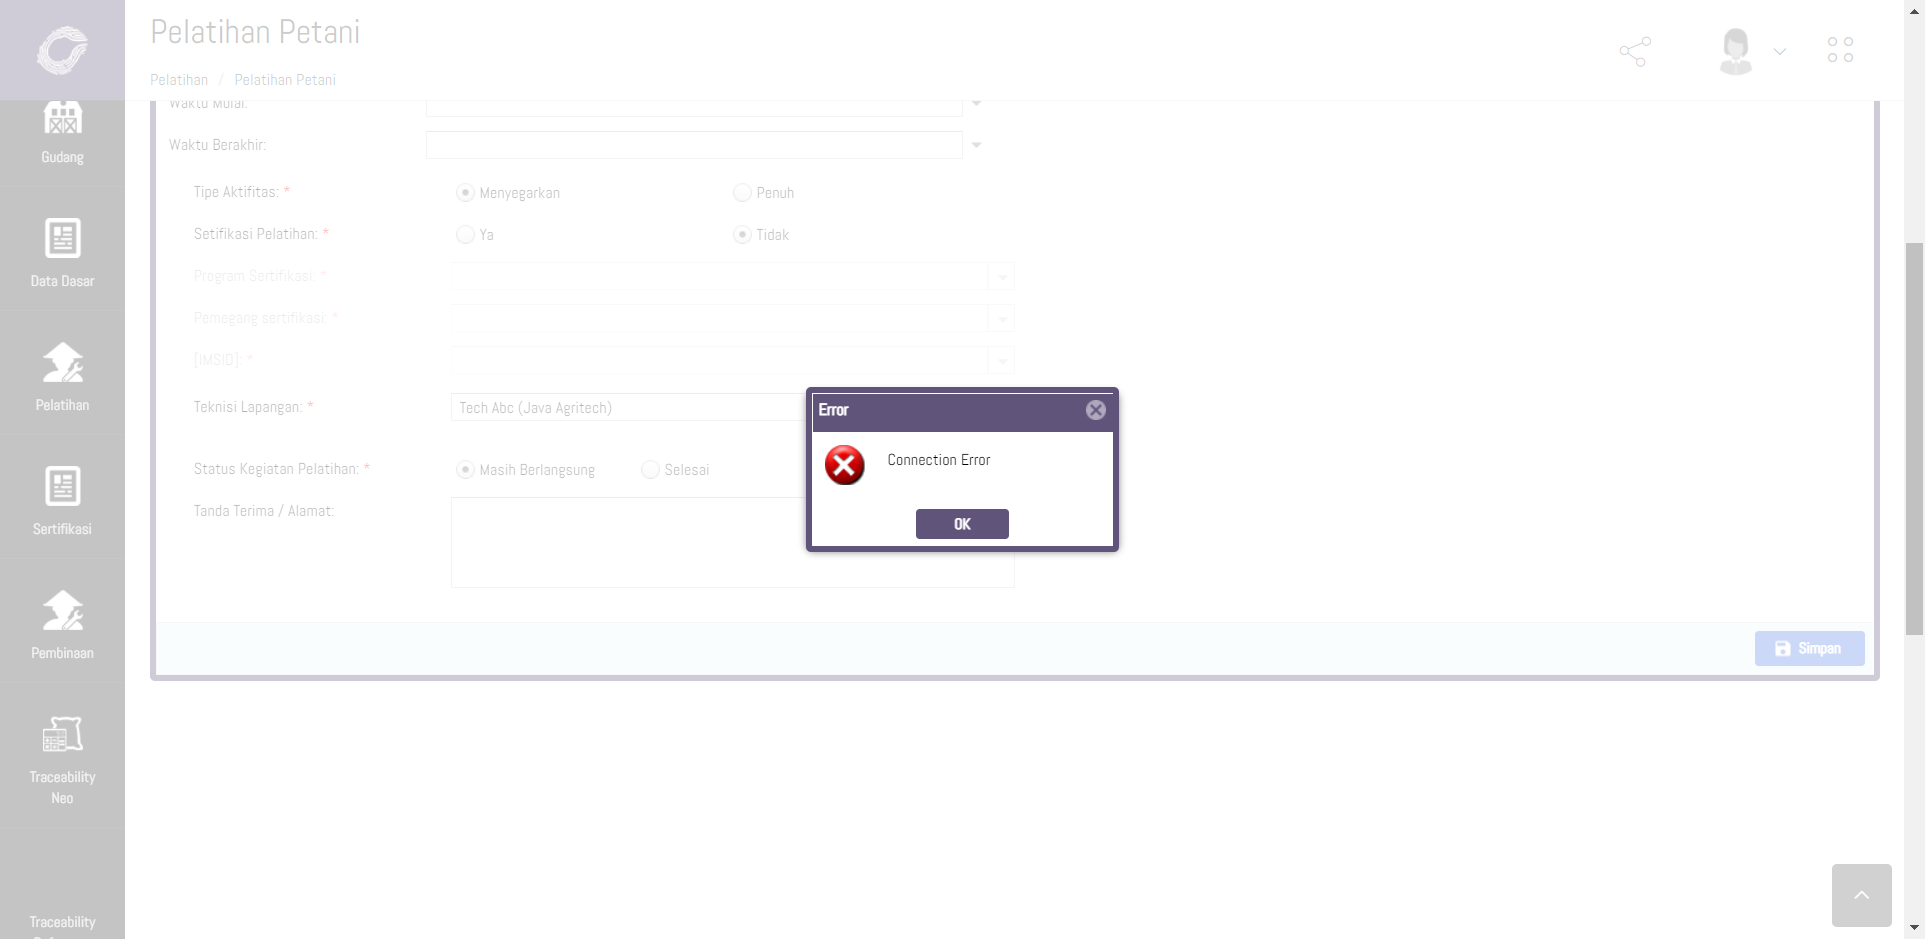 Pelatihan Petani
Pelatihan / Pelatihan Petani
Waktu Mulai:
Gudang
Waktu Berakhir:
Tipe Aktifitas: * Menyegarkan Penuh
Setifikasi Pelatihan: * Ya Tidak
Program Sertifikasi: *
Data Dasar
Pemegang sertifikasi: *
[IMSID]: *
Pelatihan
Teknisi Lapangan: * Tech Abc (Java Agritech)
Error
Connection Error
OK
Status Kegiatan Pelatihan: * Masih Berlangsung Selesai
Tanda Terima / Alamat:
Sertifikasi
Simpan
Pembinaan
Traceability
Neo
Traceability